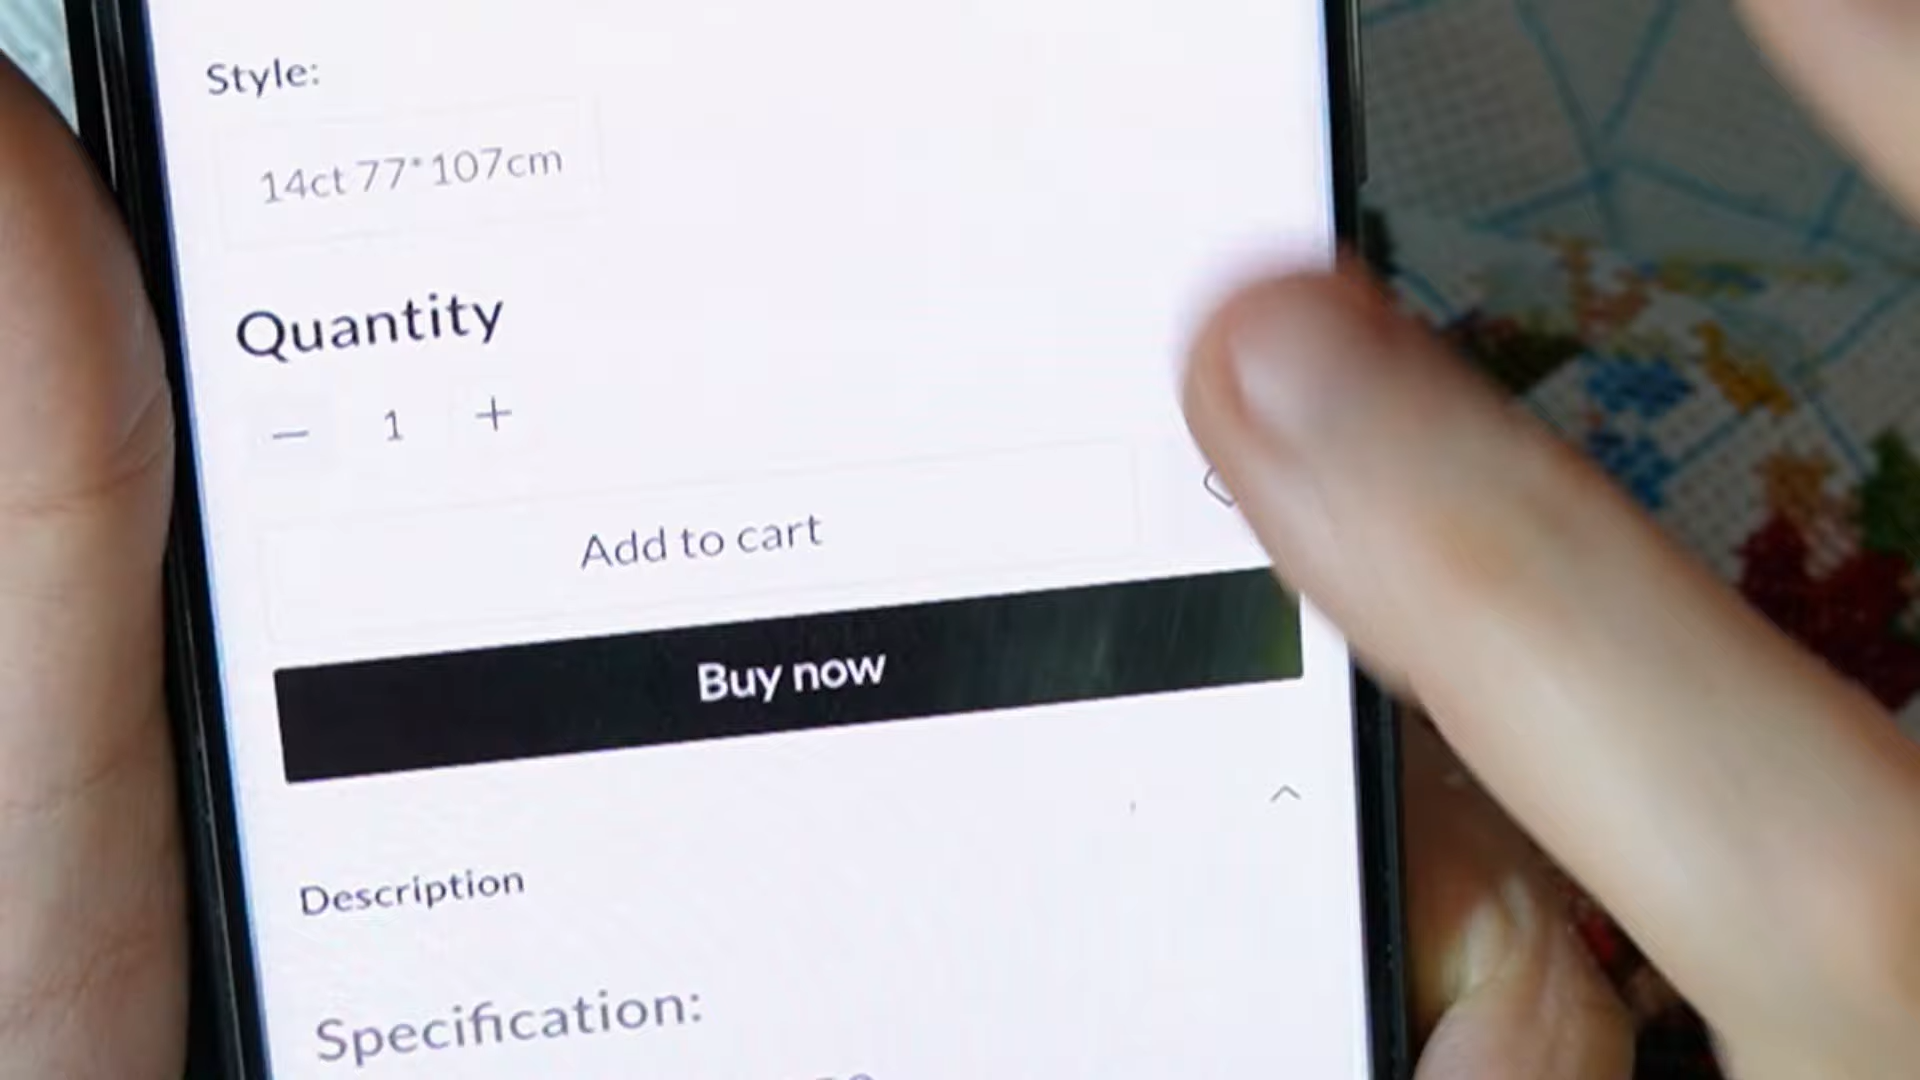 Style:
14ct 77*107cm
Quantity
— 1 +
Add to cart
Buy now
Description
Specification: